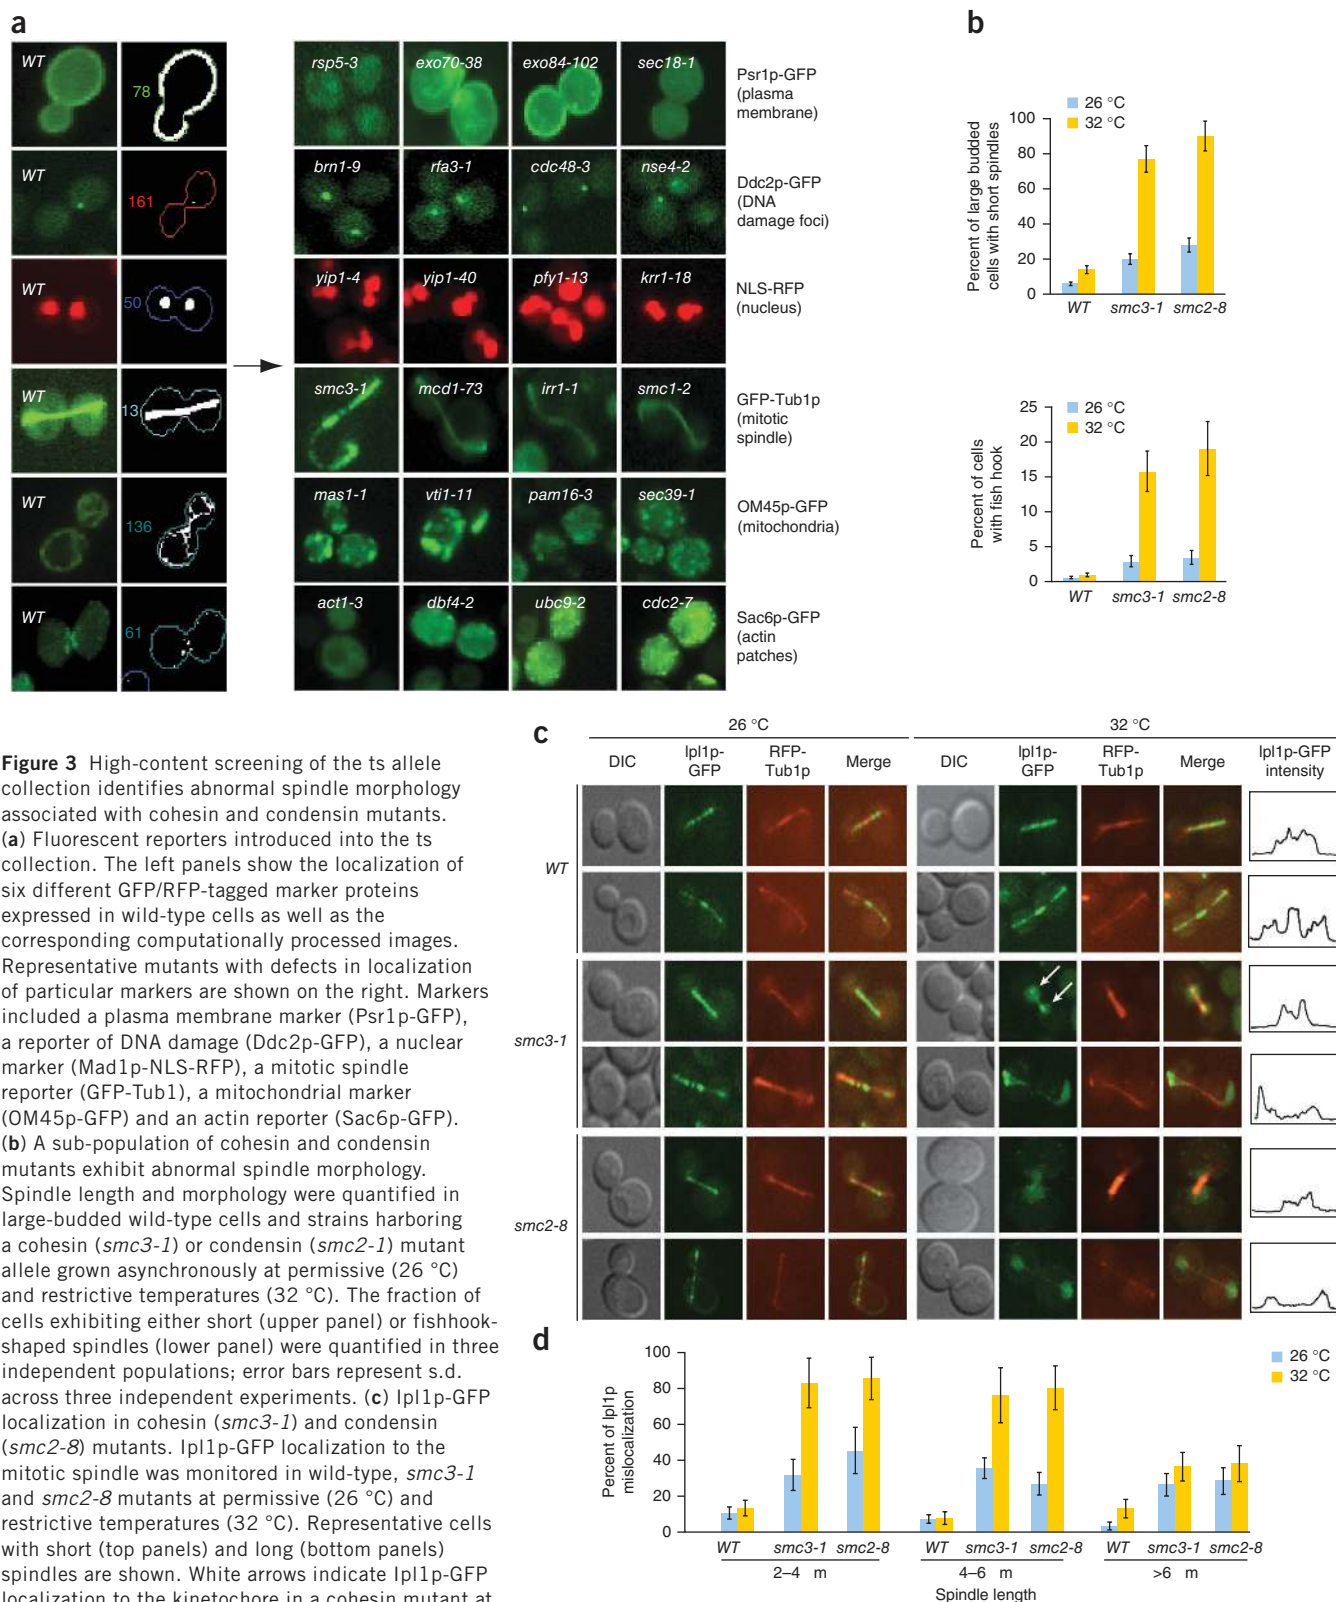 a
WT
78
rsp5-3
exo70-38
exo84-102
sec18-1
Psr1p-GFP
(plasma
membrane)
WT
161
brn1-9
rfa3-1
cdc48-3
nse4-2
Ddc2p-GFP
(DNA
damage foci)
WT
50
yip1-4
yip1-40
pfy1-13
krr1-18
NLS-RFP
(nucleus)
WT
13
smc3-1
mcd1-73
irr1-1
smc1-2
GFP-Tub1p
(mitotic
spindle)
WT
136
mas1-1
vti1-11
pam16-3
sec39-1
OM45p-GFP
(mitochondria)
WT
61
act1-3
dbf4-2
ubc9-2
cdc2-7
Sac6p-GFP
(actin
patches)
b
26 °C
32 °C
Percent of large budded
cells with short spindles
100
80
60
40
20
0
WT smc3-1 smc2-8
26 °C
32 °C
Percent of cells
with fish hook
25
20
15
10
5
0
WT smc3-1 smc2-8
Figure 3 High-content screening of the ts allele
collection identifies abnormal spindle morphology
associated with cohesin and condensin mutants.
(a) Fluorescent reporters introduced into the ts
collection. The left panels show the localization of
six different GFP/RFP-tagged marker proteins
expressed in wild-type cells as well as the
corresponding computationally processed images.
Representative mutants with defects in localization
of particular markers are shown on the right. Markers
included a plasma membrane marker (Psr1p-GFP),
a reporter of DNA damage (Ddc2p-GFP), a nuclear
marker (Mad1p-NLS-RFP), a mitotic spindle
reporter (GFP-Tub1), a mitochondrial marker
(OM45p-GFP) and an actin reporter (Sac6p-GFP).
(b) A sub-population of cohesin and condensin
mutants exhibit abnormal spindle morphology.
Spindle length and morphology were quantified in
large-budded wild-type cells and strains harboring
a cohesin (smc3-1) or condensin (smc2-1) mutant
allele grown asynchronously at permissive (26 °C)
and restrictive temperatures (32 °C). The fraction of
cells exhibiting either short (upper panel) or fishhook-
shaped spindles (lower panel) were quantified in three
independent populations; error bars represent s.d.
across three independent experiments. (c) Ipl1p-GFP
localization in cohesin (smc3-1) and condensin
(smc2-8) mutants. Ipl1p-GFP localization to the
mitotic spindle was monitored in wild-type, smc3-1
and smc2-8 mutants at permissive (26 °C) and
restrictive temperatures (32 °C). Representative cells
with short (top panels) and long (bottom panels)
spindles are shown. White arrows indicate Ipl1p-GFP
localization to the kinetochore in a cohesin mutant at
c
26 °C
32 °C
DIC
Ipl1p-
GFP
RFP-
Tub1p
Merge
DIC
Ipl1p-
GFP
RFP-
Tub1p
Merge
Ipl1p-GFP
intensity
WT
smc3-1
smc2-8
d
26 °C
32 °C
Percent of Ipl1p
mislocalization
100
80
60
40
20
0
WT smc3-1 smc2-8 WT smc3-1 smc2-8 WT smc3-1 smc2-8
2–4 m 4–6 m >6 m
Spindle length